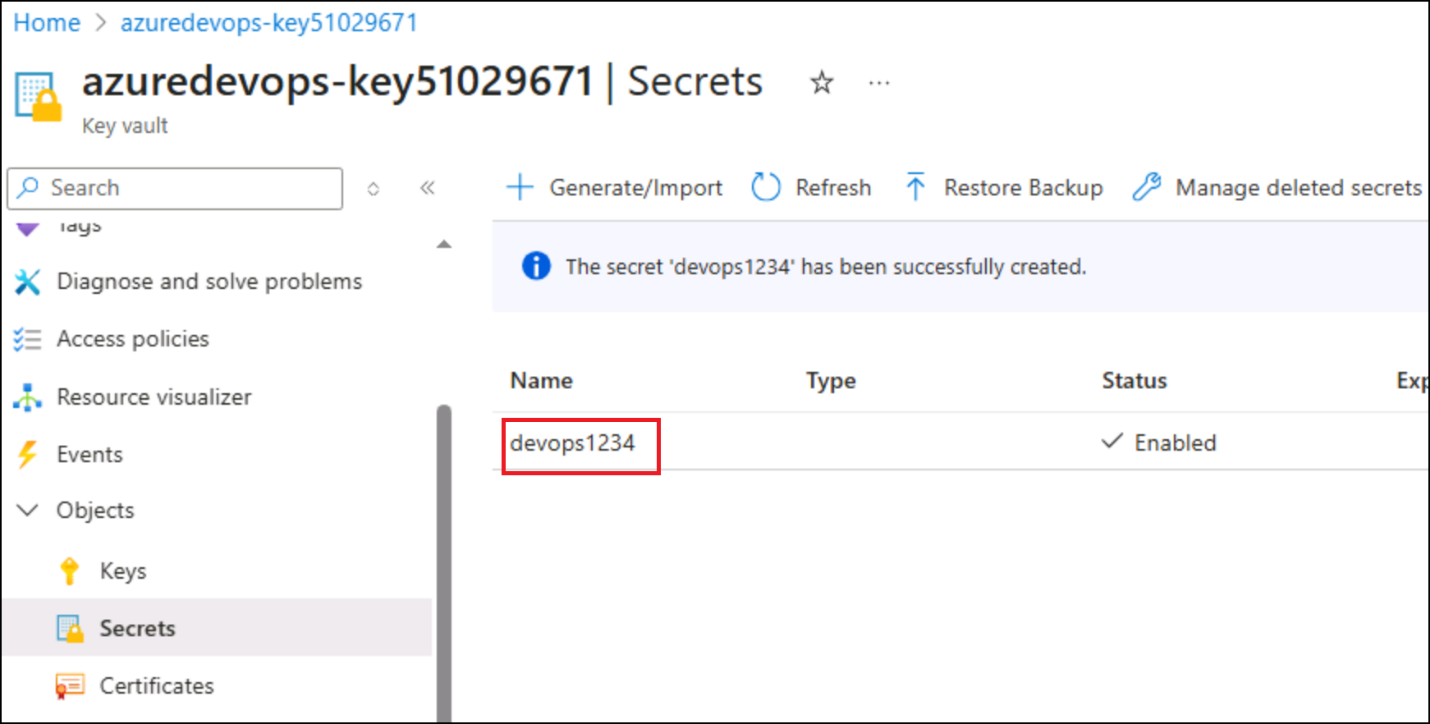 Home > azuredevops-key51029671
azuredevops-key51029671 | Secrets ☆ ...
Key vault
Search
Generate/Import Refresh Restore Backup Manage deleted secrets
Tags
Diagnose and solve problems
Access policies
Resource visualizer
Events
Objects
Keys
Secrets
Certificates
The secret 'devops1234' has been successfully created.
Name Type Status Exp
devops1234 Enabled